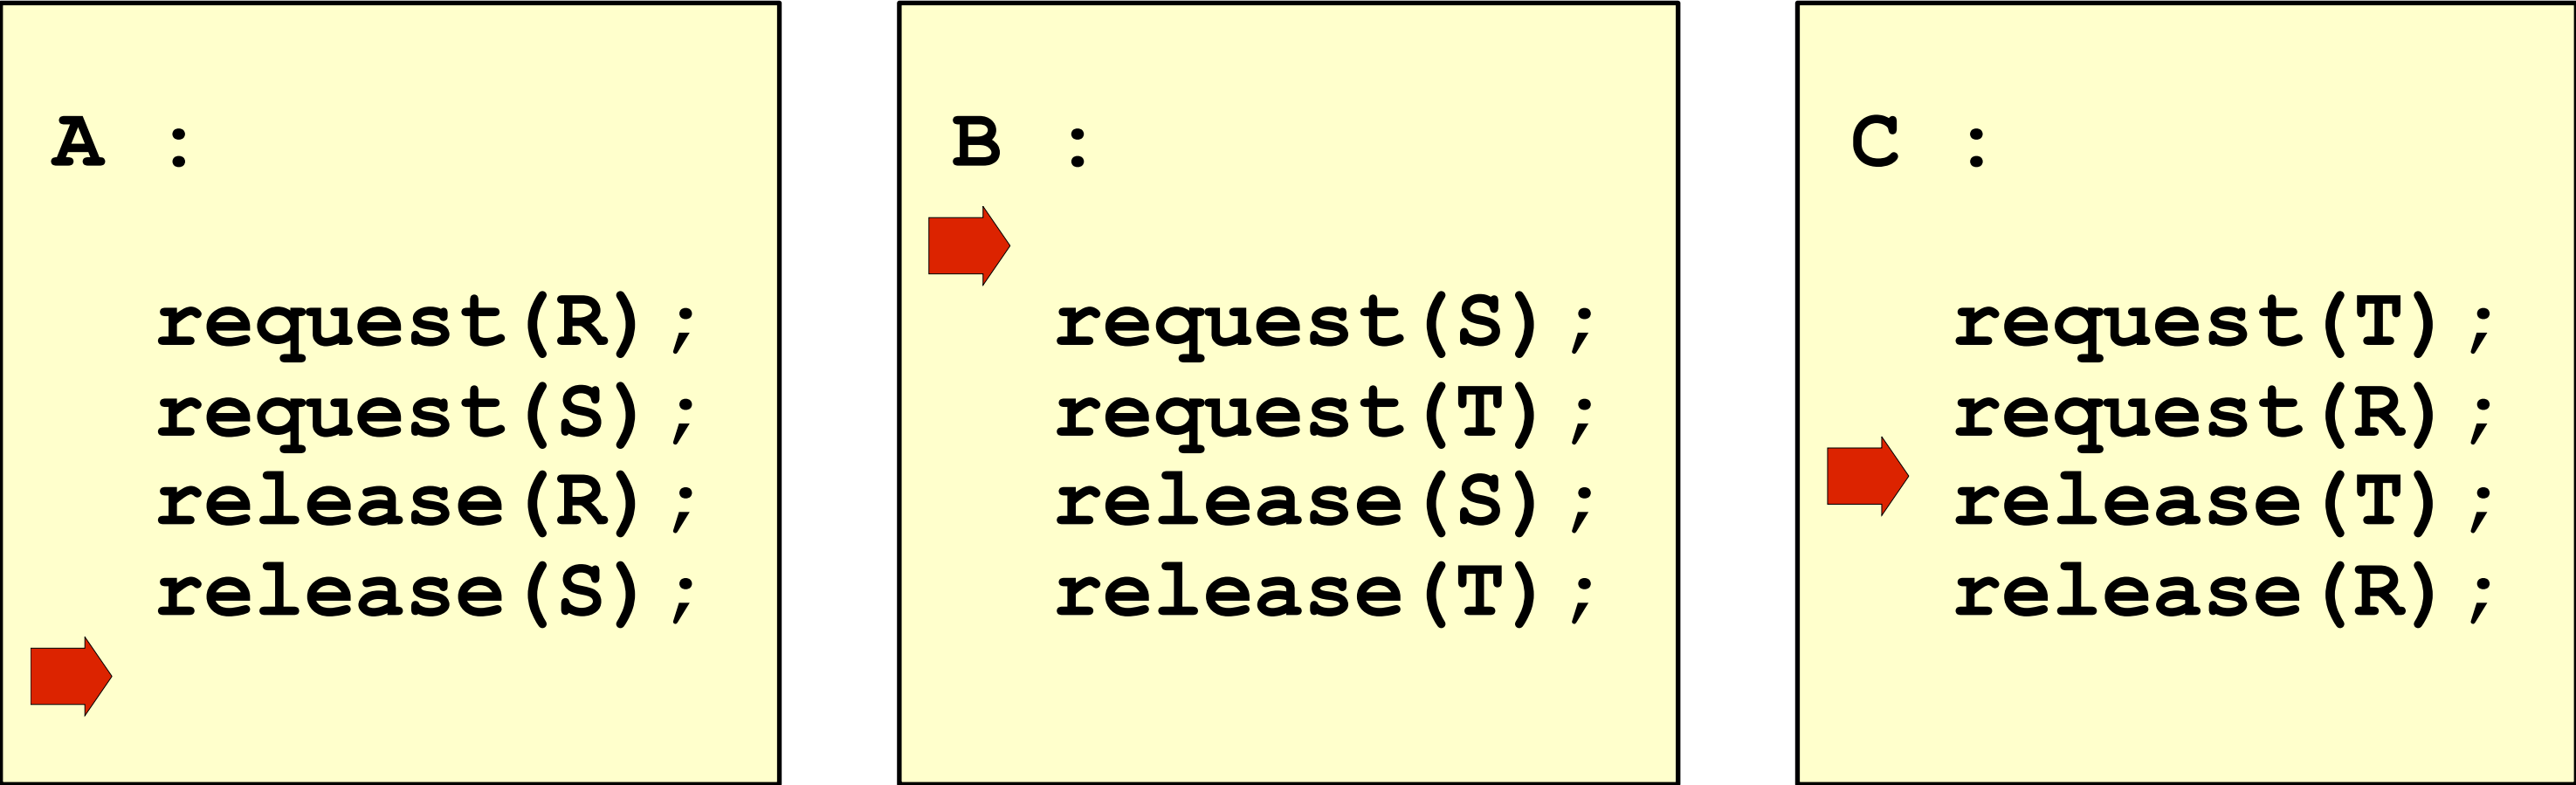 A :
request(R);
request(S);
release(R);
release(S);
B :
request(S);
request(T);
release(S);
release(T);
C :
request(T);
request(R);
release(T);
release(R);